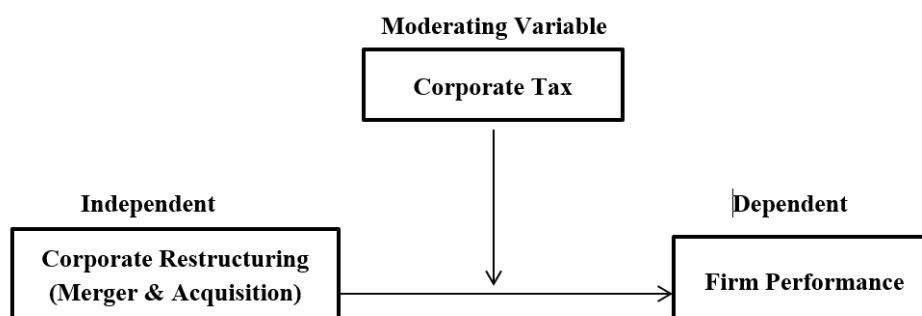 Moderating Variable
Corporate Tax
Independent
Dependent
Corporate Restructuring
(Merger & Acquisition)
Firm Performance